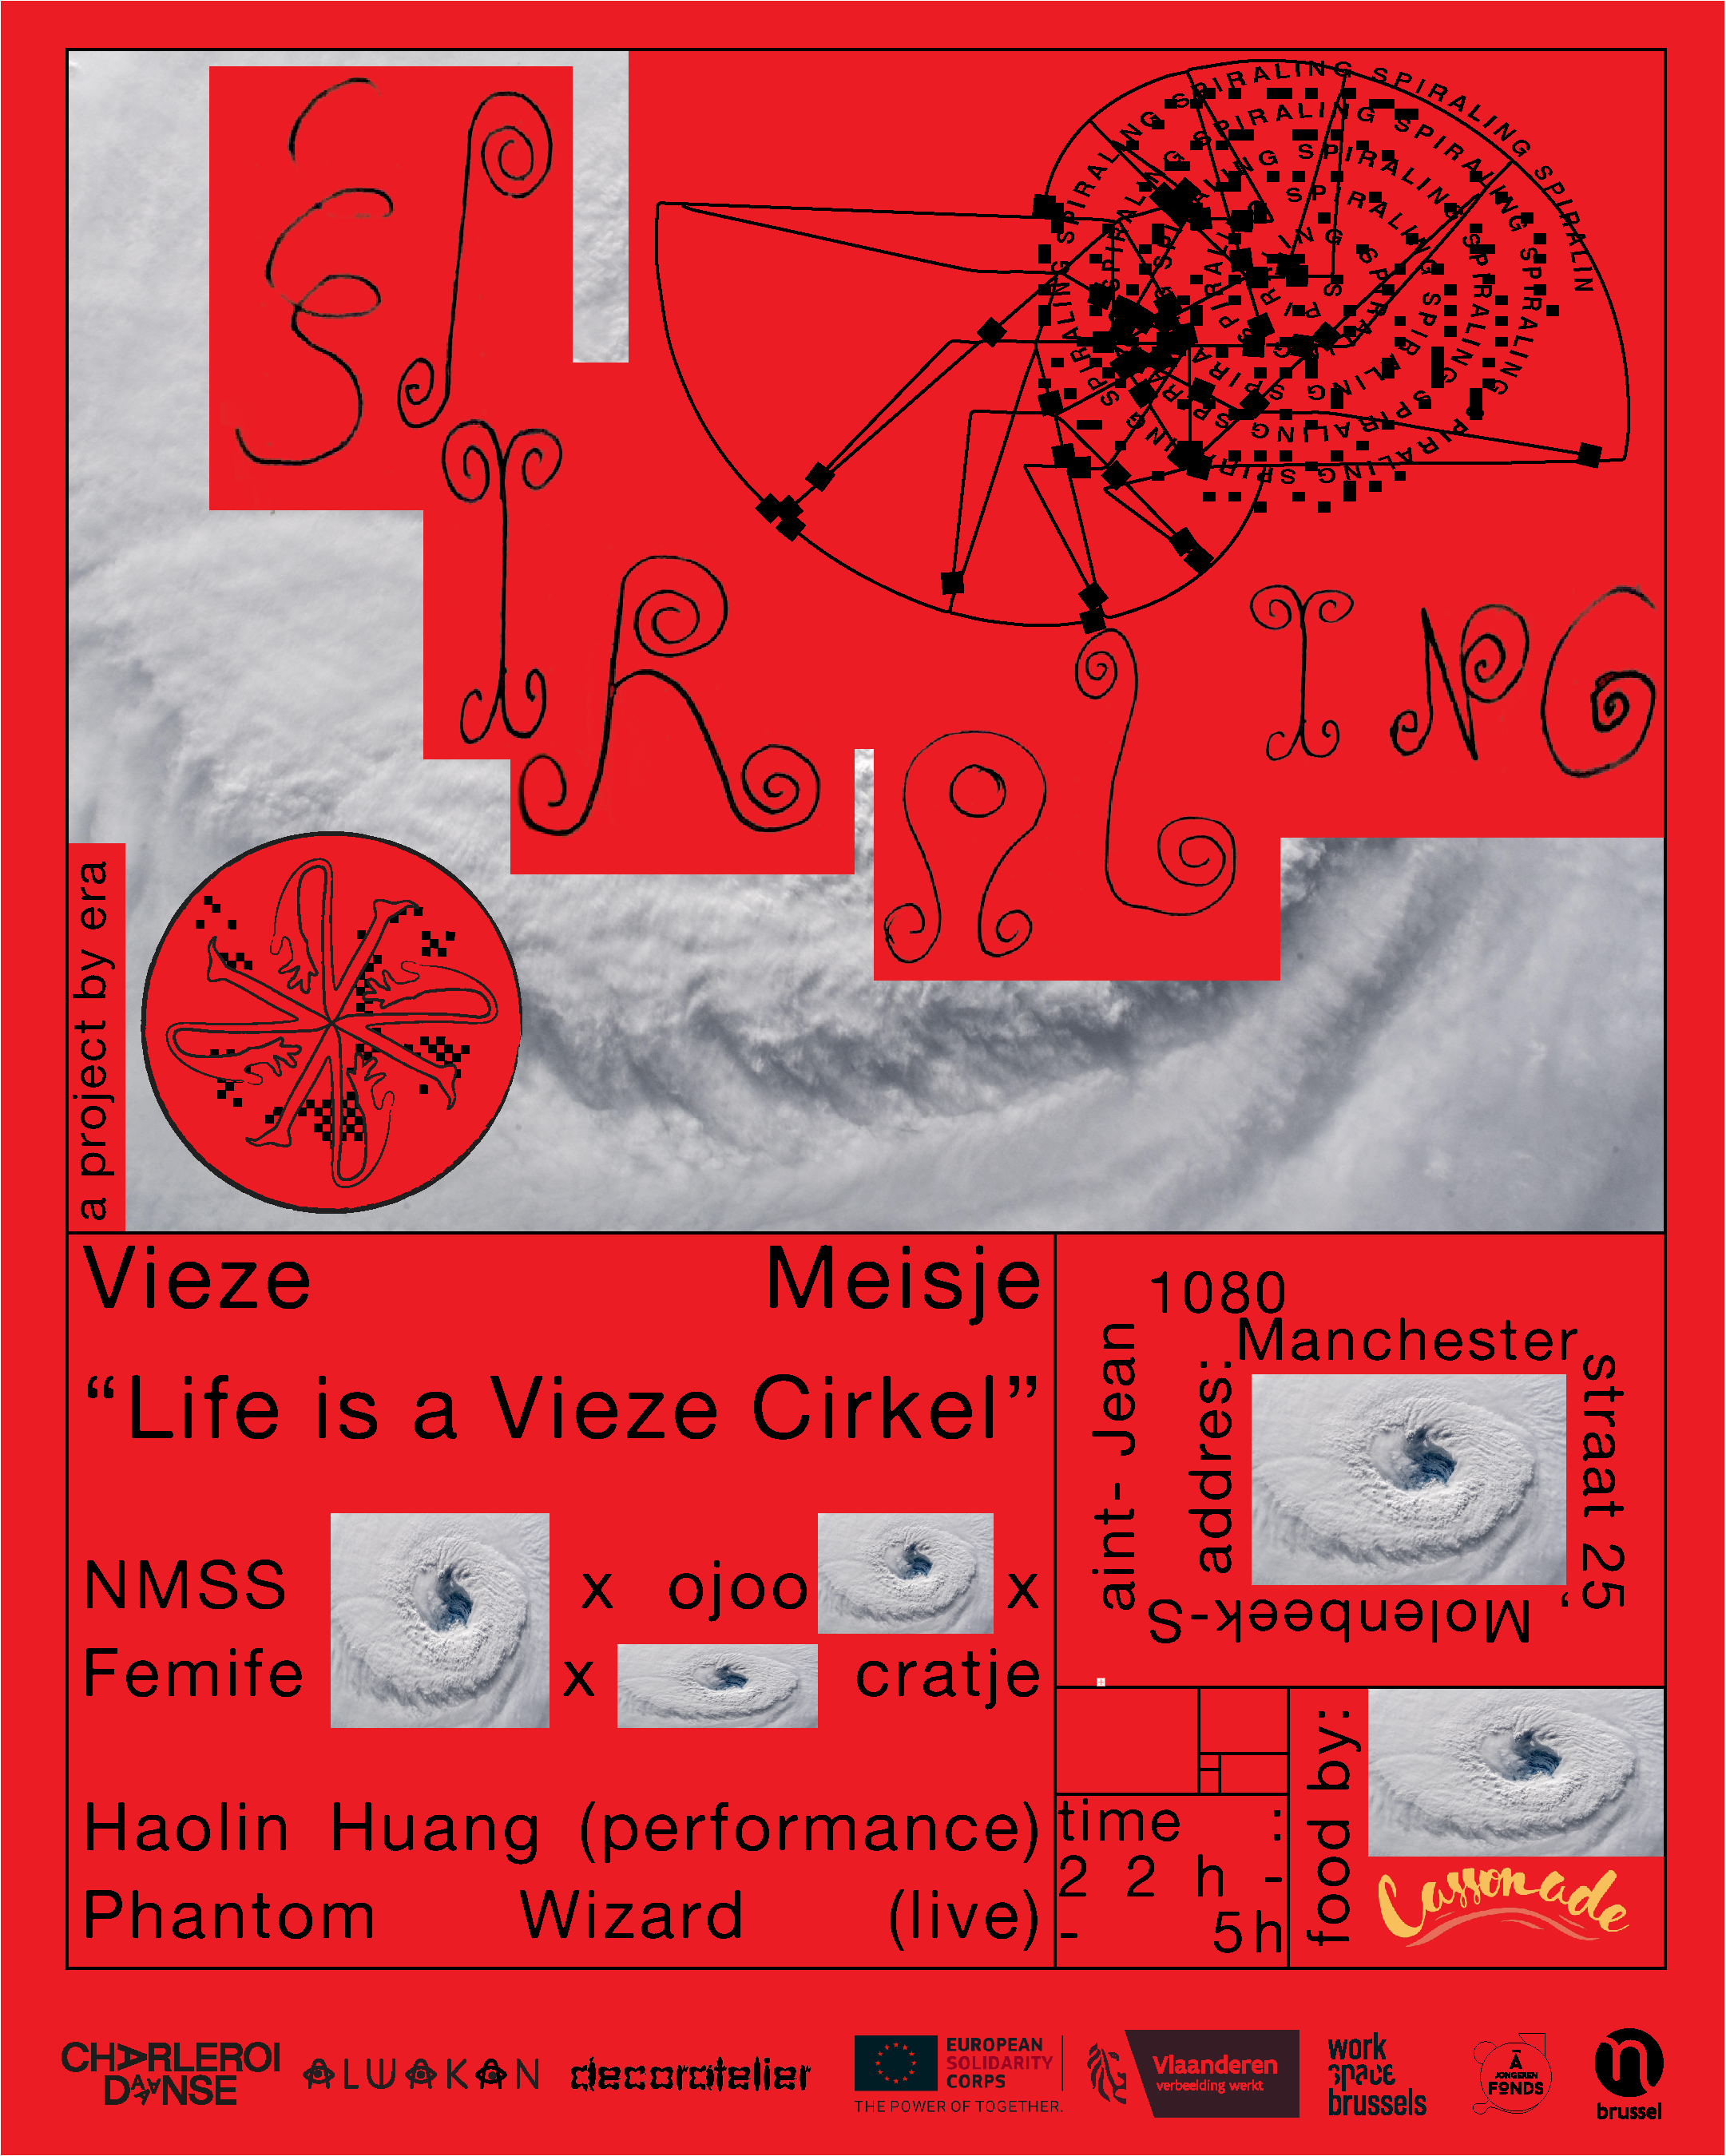 SPIRALING
SPIRALING SPIRALING SPIRALING SPIRALING SPIRALING SPIRALIN
a project by era
Vieze Meisje
“Life is a Vieze Cirkel”
NMSS x ojoo x
Femife x cratje
Haolin Huang (performance)
Phantom Wizard (live)
addres:
Manchester
straat 25,
Molenbeek-S
aint- Jean
1080
time :
22h -
- 5h
food by:
Cassonade
CHARLEROI
DANSE
ALWAKAN
decoratelier
EUROPEAN
SOLIDARITY
CORPS
THE POWER OF TOGETHER.
Vlaanderen
verbeelding werkt
work
space
brussels
A
JONGEREN
FONDS
n
brussel